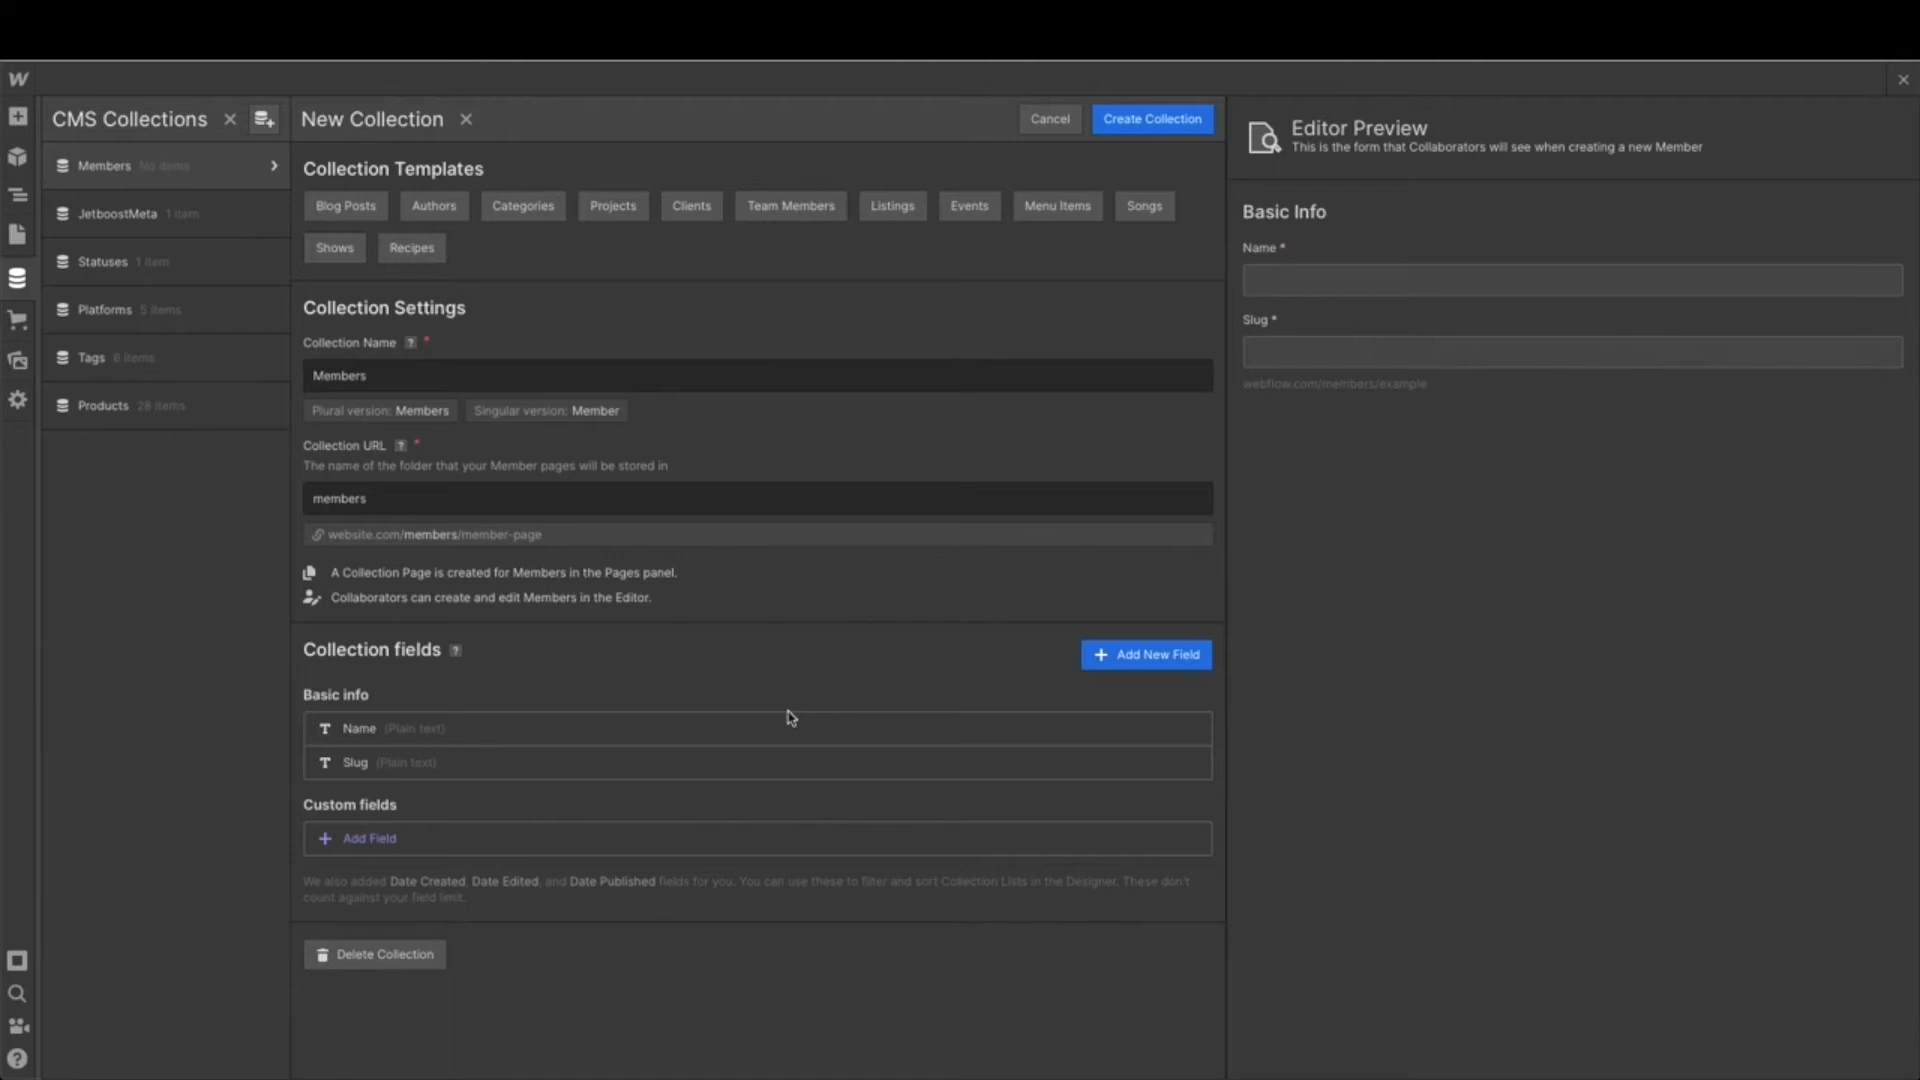 W
CMS Collections
New Collection
Cancel
Create Collection
Members No items
JetboostMeta 1 item
Statuses 1 item
Platforms 5 items
Tags 6 items
Products 28 items
Collection Templates
Blog Posts
Authors
Categories
Projects
Clients
Team Members
Listings
Events
Menu Items
Songs
Shows
Recipes
Collection Settings
Collection Name ? *
Members
Plural version: Members
Singular version: Member
Collection URL ? *
The name of the folder that your Member pages will be stored in
members
website.com/members/member-page
A Collection Page is created for Members in the Pages panel.
Collaborators can create and edit Members in the Editor.
Collection fields ?
+ Add New Field
Basic info
T Name (Plain text)
T Slug (Plain text)
Custom fields
+ Add Field
We also added Date Created, Date Edited, and Date Published fields for you. You can use these to filter and sort Collection Lists in the Designer. These don't
count against your field limit.
Delete Collection
Editor Preview
This is the form that Collaborators will see when creating a new Member
Basic Info
Name *
Slug *
webflow.com/members/example